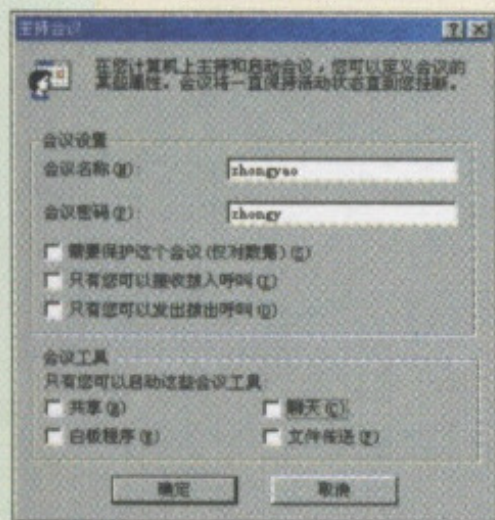 主持会议
在您计算机上主持和启动会议，您可以定义会议的
某些属性。会议将一直保持活动状态直到您挂断。
会议设置
会议名称(M): zhongyao
会议密码(P): zhongy
需要保护这个会议(仅对数据)(S)
只有您可以接收拨入呼叫(I)
只有您可以发出拨出呼叫(O)
会议工具
只有您可以启动这些会议工具:
共享(A) 聊天(C)
白板程序(W) 文件传送(F)
确定 取消